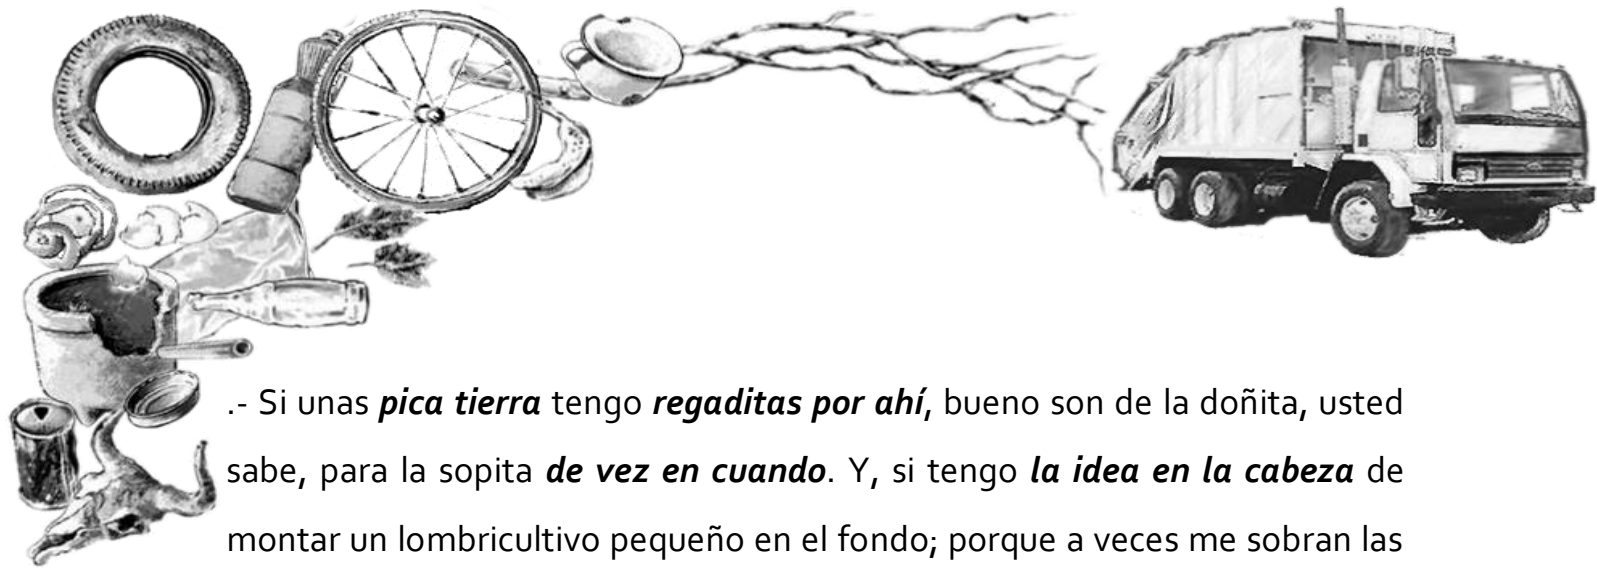 .- Si unas pica tierra tengo regaditas por ahí, bueno son de la doñita, usted
sabe, para la sopita de vez en cuando. Y, si tengo la idea en la cabeza de
montar un lombricultivo pequeño en el fondo; porque a veces me sobran las